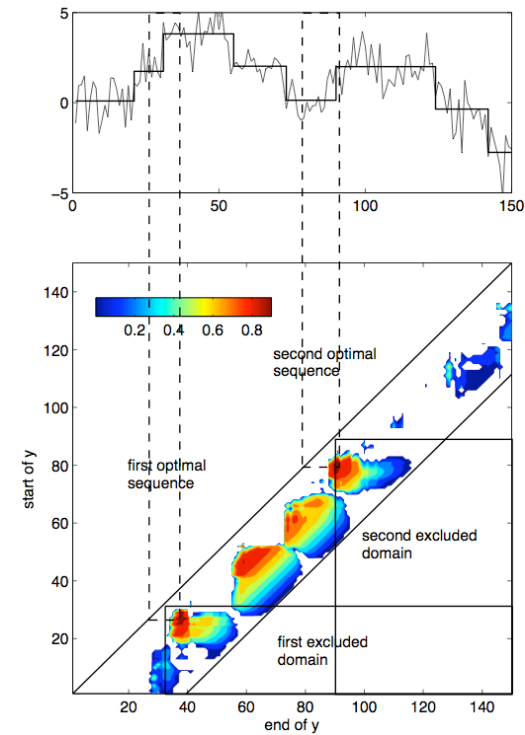 5
0
−5
0
50
100
150
0.2 0.4 0.6 0.8
140
120
100
80
60
40
20
20
40
60
80
100
120
140
start of y
end of y
second optimal
sequence
first optimal
sequence
second excluded
domain
first excluded
domain